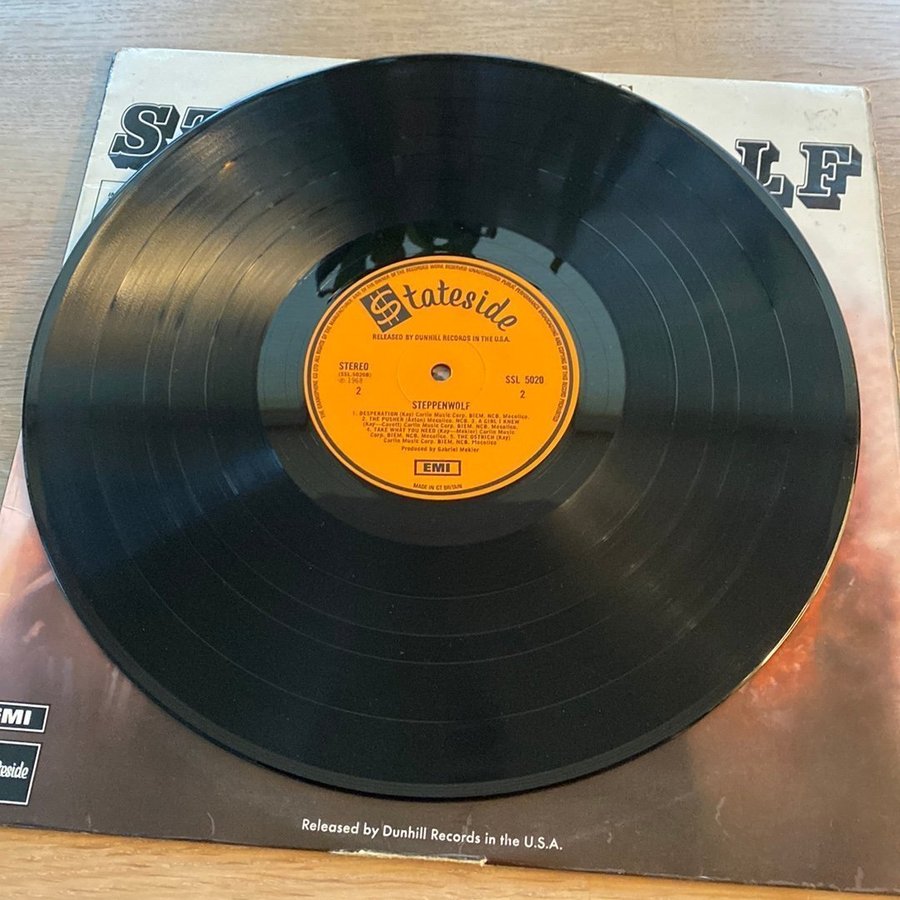 ST LF
Stateside
RELEASED BY DUNHILL RECORDS IN THE U.S.A.
STEREO
(SSL.5020B)
℗ 1968
2
SSL 5020
2
STEPPENWOLF
1. DESPERATION (Kay) Carlin Music Corp. BIEM. NCB. Mecolico.
2. THE PUSHER (Axton) Mecolico. NCB. 3. A GIRL I KNEW
(Kay—Cavett) Carlin Music Corp. BIEM. NCB. Mecolico.
4. TAKE WHAT YOU NEED (Kay—Mekler) Carlin Music
Corp. BIEM. NCB. Mecolico. 5. THE OSTRICH (Kay)
Carlin Music Corp. BIEM. NCB. Mecolico
Produced by Gabriel Mekler
EMI
MADE IN GT BRITAIN
EMI
teside
Released by Dunhill Records in the U.S.A.